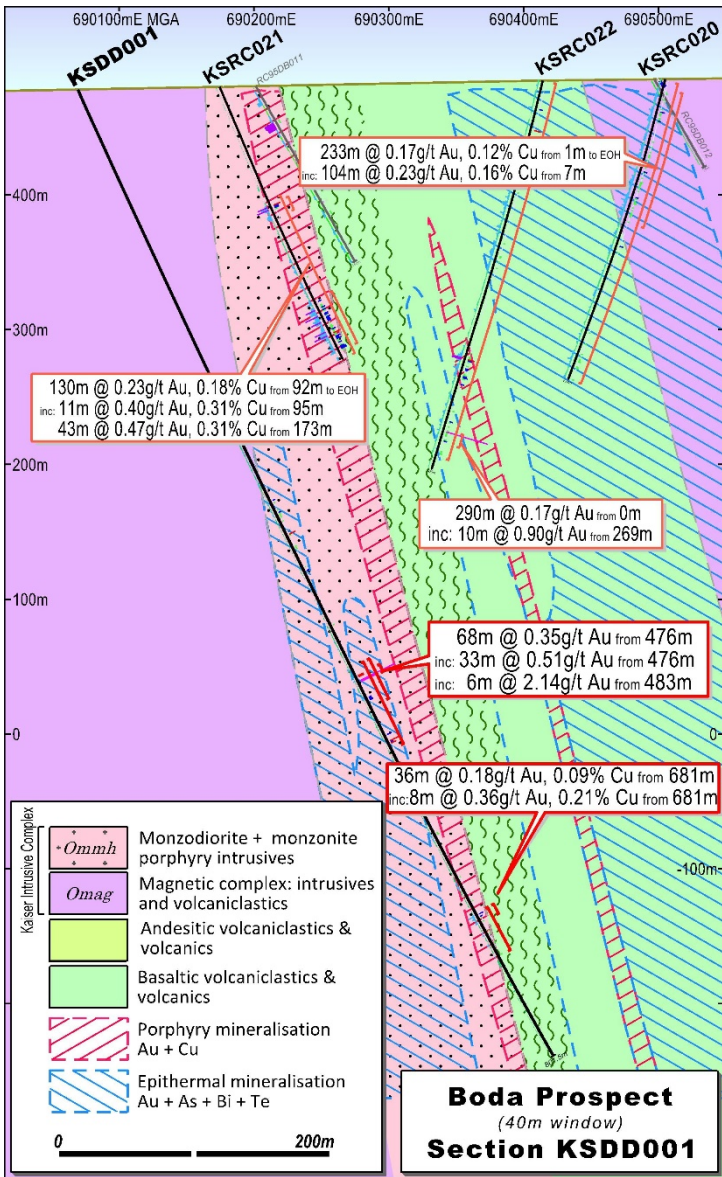 690100mE MGA
690200mE
690300mE
690400mE
690500mE
KSDD001
KSRC021
RC95DB011
KSRC022
KSRC020
RC95DB012
233m @ 0.17g/t Au, 0.12% Cu from 1m to EOH
inc: 104m @ 0.23g/t Au, 0.16% Cu from 7m
400m
300m
130m @ 0.23g/t Au, 0.18% Cu from 92m to EOH
inc: 11m @ 0.40g/t Au, 0.31% Cu from 95m
43m @ 0.47g/t Au, 0.31% Cu from 173m
200m
290m @ 0.17g/t Au from 0m
inc: 10m @ 0.90g/t Au from 269m
100m
68m @ 0.35g/t Au from 476m
inc: 33m @ 0.51g/t Au from 476m
inc: 6m @ 2.14g/t Au from 483m
0m
0m
36m @ 0.18g/t Au, 0.09% Cu from 681m
inc:8m @ 0.36g/t Au, 0.21% Cu from 681m
-100m
Kaiser Intrusive Complex
Ommh
Monzodiorite + monzonite
porphyry intrusives
Omag
Magnetic complex: intrusives
and volcaniclastics
Andesitic volcaniclastics &
volcanics
Basaltic volcaniclastics &
volcanics
Porphyry mineralisation
Au + Cu
Epithermal mineralisation
Au + As + Bi + Te
0
200m
Boda Prospect
(40m window)
Section KSDD001